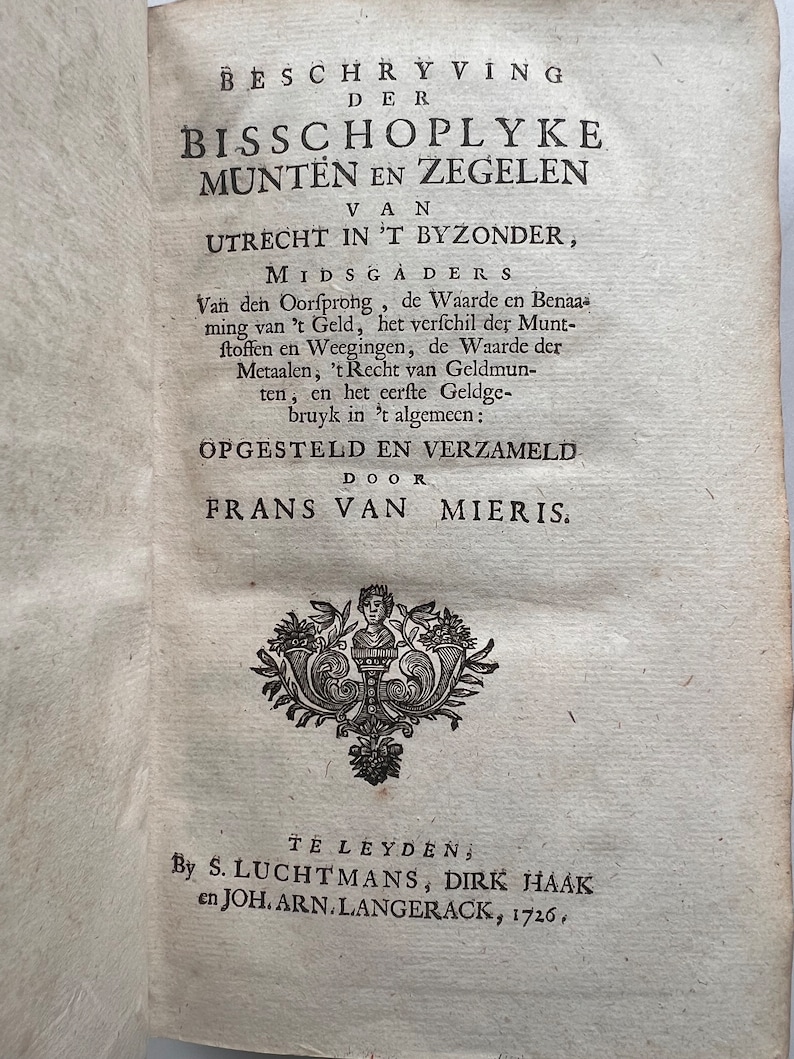 BESCHRYVING
DER
BISSCHOPLYKE
MUNTEN EN ZEGELEN
VAN
UTRECHT IN 'T BYZONDER,
MIDSGADERS
Van den Oorſprong, de Waarde en Benaa-
ming van 't Geld, het verſchil der Munt-
ſtoffen en Weegingen, de Waarde der
Metaalen, 't Recht van Geldmun-
ten, en het eerſte Geldge-
bruyk in 't algemeen:
OPGESTELD EN VERZAMELD
DOOR
FRANS VAN MIERIS.
TE LEYDEN,
By S. LUCHTMANS, DIRK HAAK
en JOH. ARN. LANGERACK, 1726.